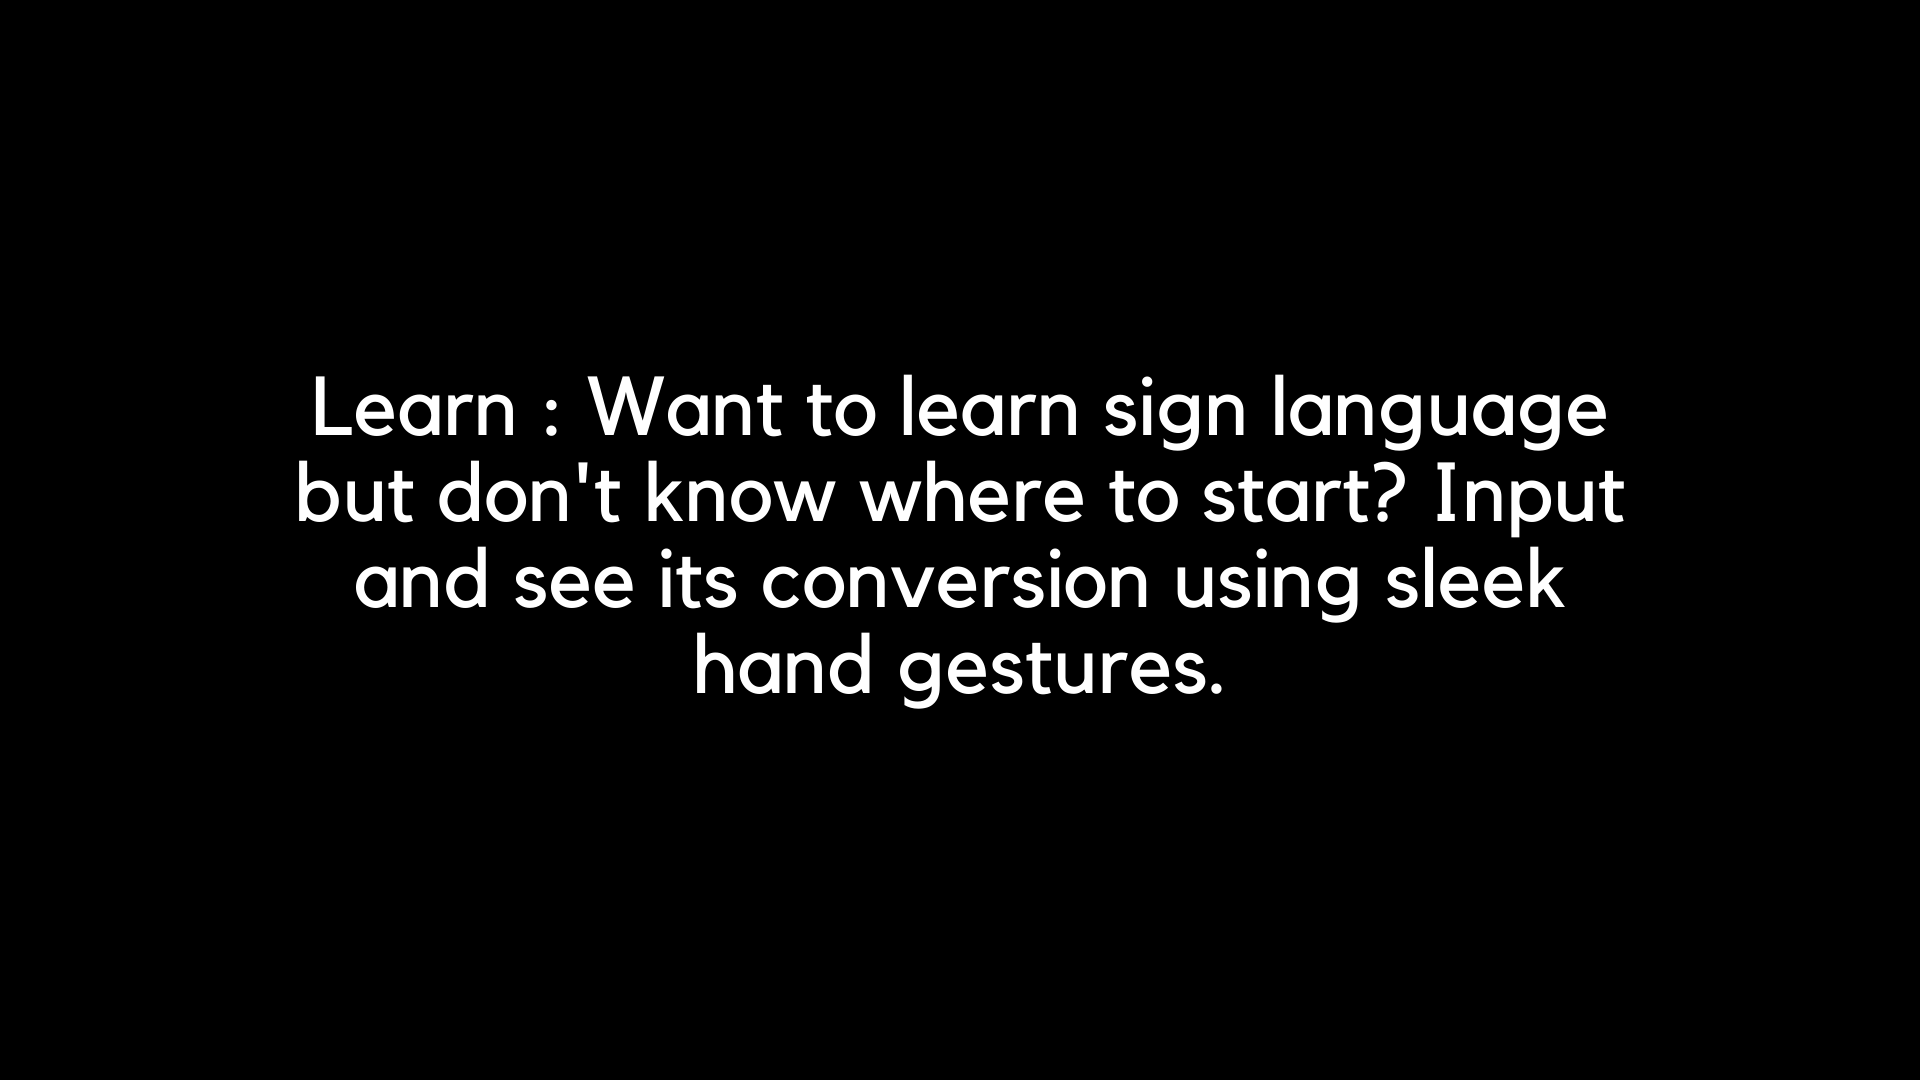 Learn : Want to learn sign language
but don't know where to start? Input
and see its conversion using sleek
hand gestures.